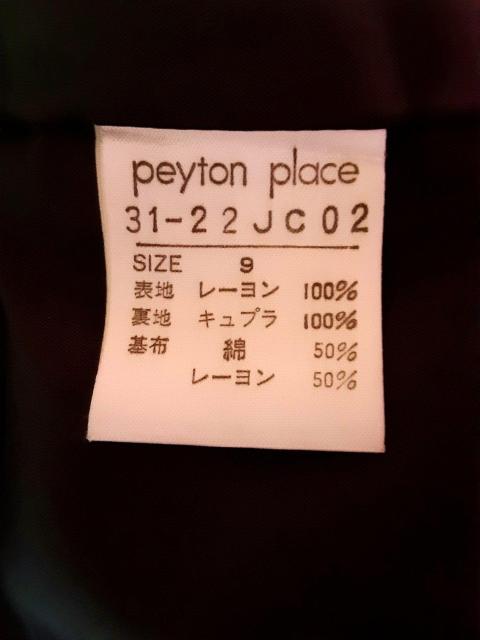 peyton place
31-22JC02
SIZE 9
表地 レーヨン 100%
裏地 キュプラ 100%
基布 綿 50%
レーヨン 50%